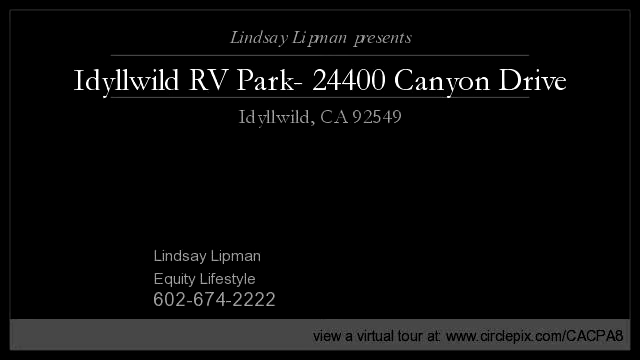 Lindsay Lipman presents
Idyllwild RV Park- 24400 Canyon Drive
Idyllwild, CA 92549
Lindsay Lipman
Equity Lifestyle
602-674-2222
view a virtual tour at: www.circlepix.com/CACPA8